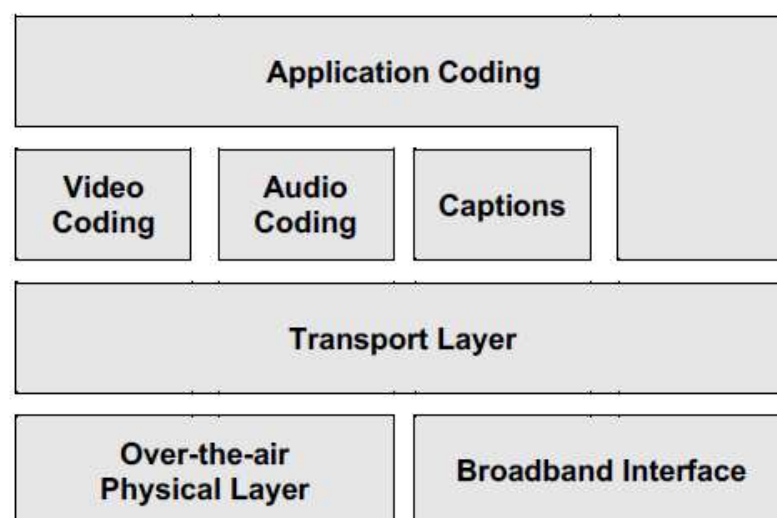 Application Coding
Video
Coding
Audio
Coding
Captions
Transport Layer
Over-the-air
Physical Layer
Broadband Interface